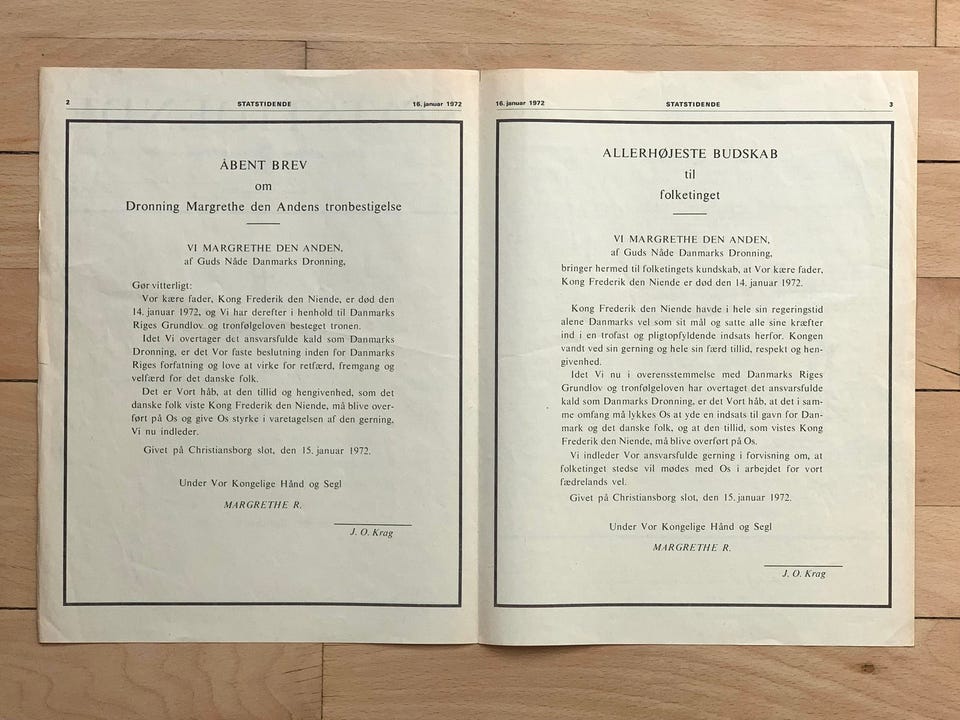 2 STATSTIDENDE 16. januar 1972
ÅBENT BREV
om
Dronning Margrethe den Andens tronbestigelse
VI MARGRETHE DEN ANDEN,
af Guds Nåde Danmarks Dronning,
Gør vitterligt:
Vor kære fader, Kong Frederik den Niende, er død den
14. januar 1972, og Vi har derefter i henhold til Danmarks
Riges Grundlov og tronfølgeloven besteget tronen.
Idet Vi overtager det ansvarsfulde kald som Danmarks
Dronning, er det Vor faste beslutning inden for Danmarks
Riges forfatning og love at virke for retfærd, fremgang og
velfærd for det danske folk.
Det er Vort håb, at den tillid og hengivenhed, som det
danske folk viste Kong Frederik den Niende, må blive over-
ført på Os og give Os styrke i varetagelsen af den gerning,
Vi nu indleder.
Givet på Christiansborg slot, den 15. januar 1972.
Under Vor Kongelige Hånd og Segl
MARGRETHE R.
J. O. Krag
16. januar 1972 STATSTIDENDE 3
ALLERHØJESTE BUDSKAB
til
folketinget
VI MARGRETHE DEN ANDEN,
af Guds Nåde Danmarks Dronning,
bringer hermed til folketingets kundskab, at Vor kære fader,
Kong Frederik den Niende er død den 14. januar 1972.
Kong Frederik den Niende havde i hele sin regeringstid
alene Danmarks vel som sit mål og satte alle sine kræfter
ind i en trofast og pligtopfyldende indsats herfor. Kongen
vandt ved sin gerning og hele sin færd tillid, respekt og hen-
givenhed.
Idet Vi nu i overensstemmelse med Danmarks Riges
Grundlov og tronfølgeloven har overtaget det ansvarsfulde
kald som Danmarks Dronning, er det Vort håb, at det i sam-
me omfang må lykkes Os at yde en indsats til gavn for Dan-
mark og det danske folk, og at den tillid, som vistes Kong
Frederik den Niende, må blive overført på Os.
Vi indleder Vor ansvarsfulde gerning i forvisning om, at
folketinget stedse vil mødes med Os i arbejdet for vort
fædrelands vel.
Givet på Christiansborg slot, den 15. januar 1972.
Under Vor Kongelige Hånd og Segl
MARGRETHE R.
J. O. Krag